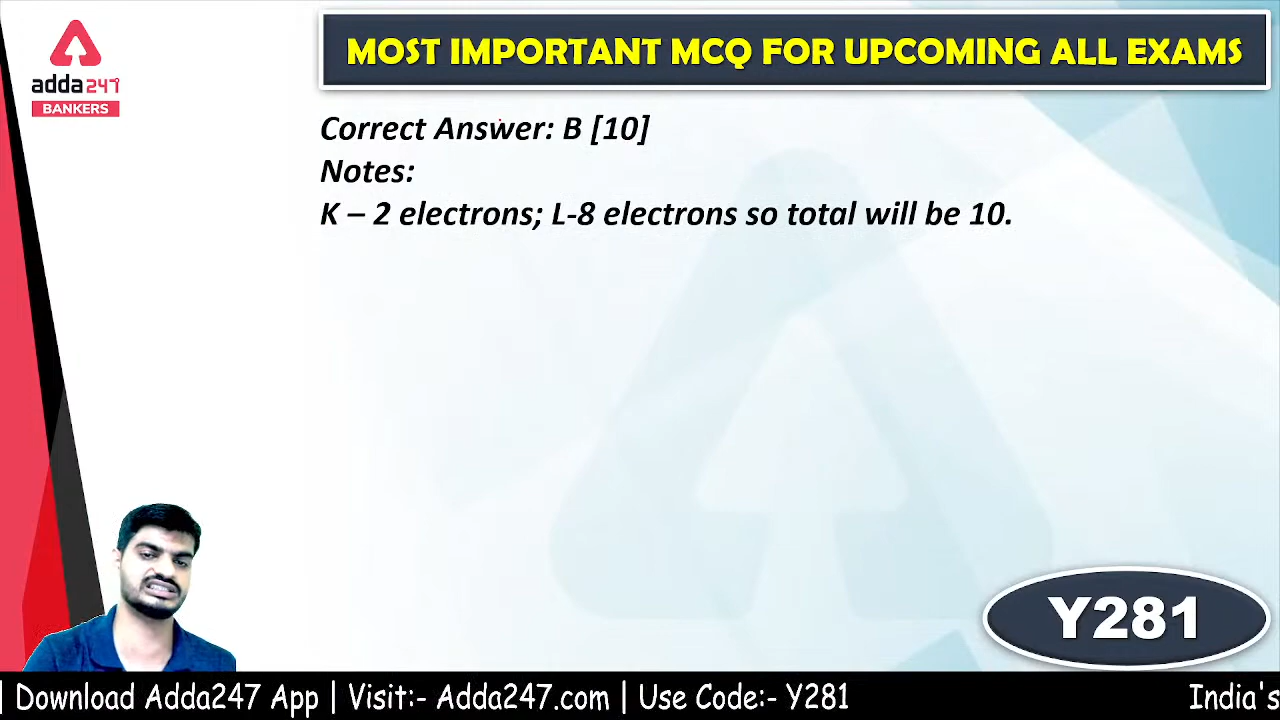 MOST IMPORTANT MCQ FOR UPCOMING ALL EXAMS
adda247
BANKERS
Correct Answer: B [10]
Notes:
K – 2 electrons; L-8 electrons so total will be 10.
Y281
| Download Adda247 App | Visit:- Adda247.com | Use Code:- Y281
India's